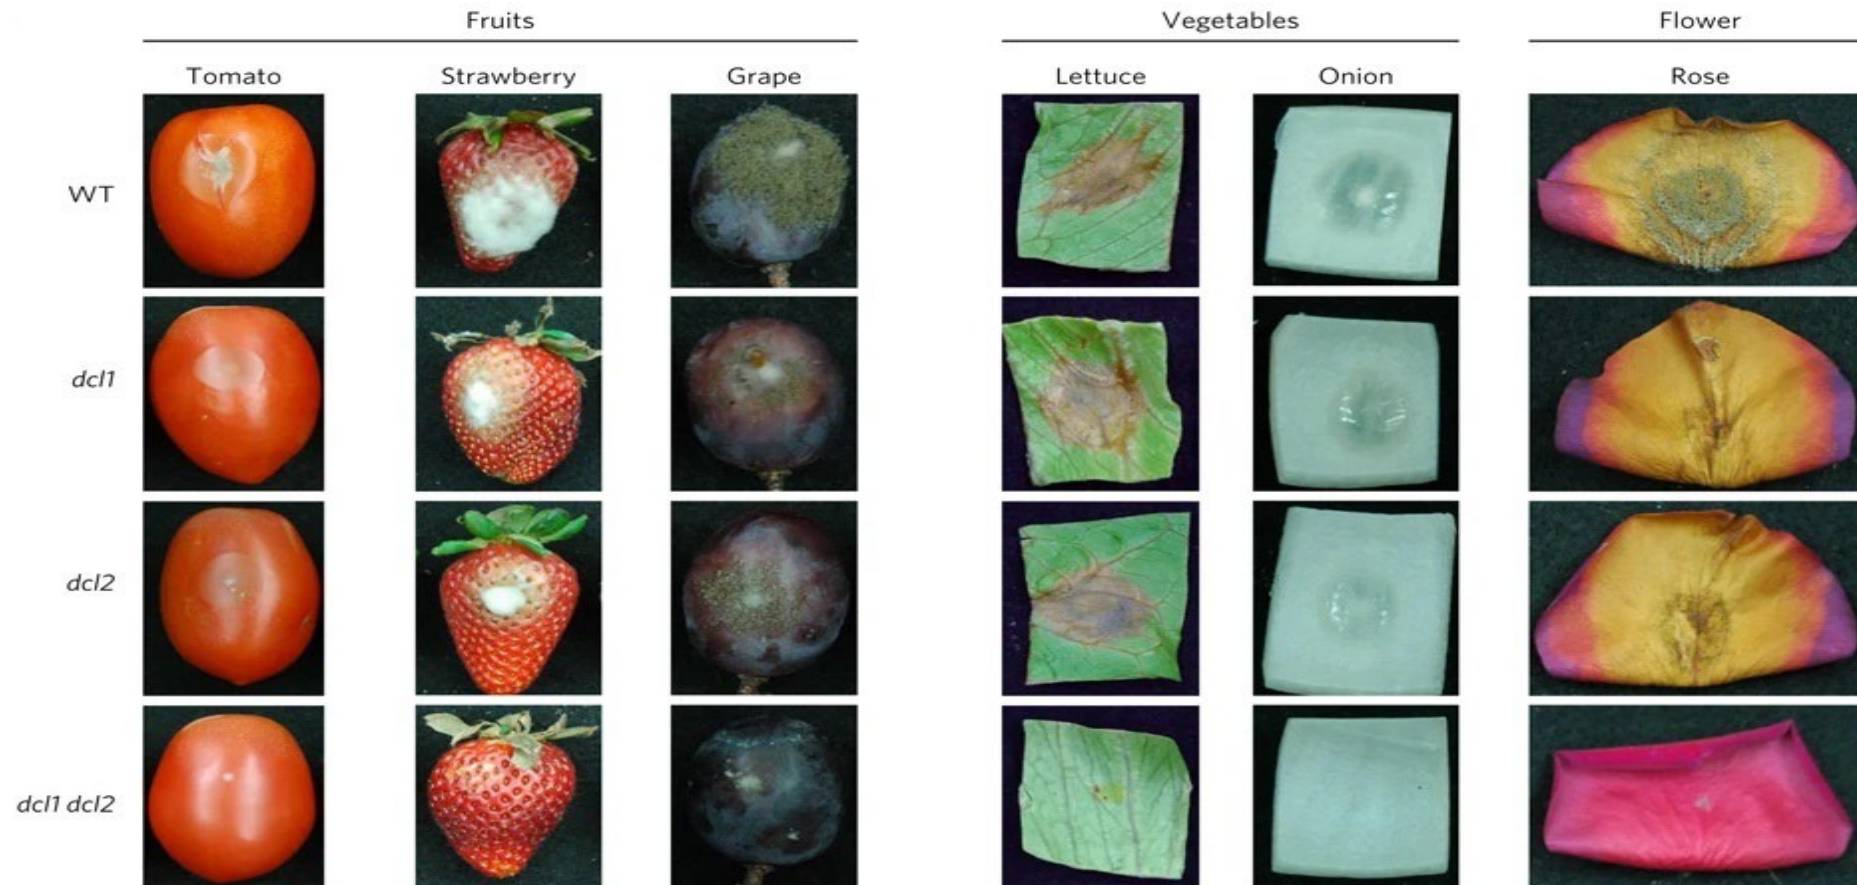 Fruits Vegetables Flower
Tomato Strawberry Grape Lettuce Onion Rose
WT
dcl1
dcl2
dcl1 dcl2